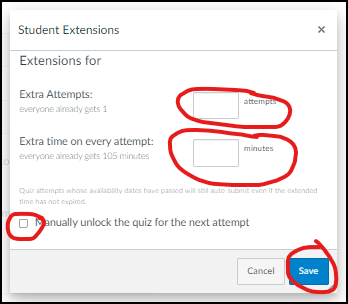 Student Extensions ×
Extensions for
Extra Attempts: attempts
everyone already gets 1
Extra time on every attempt: minutes
everyone already gets 105 minutes
Quiz attempts whose availability dates have passed will still auto-submit even if the extended
time has not expired.
Manually unlock the quiz for the next attempt
Cancel Save